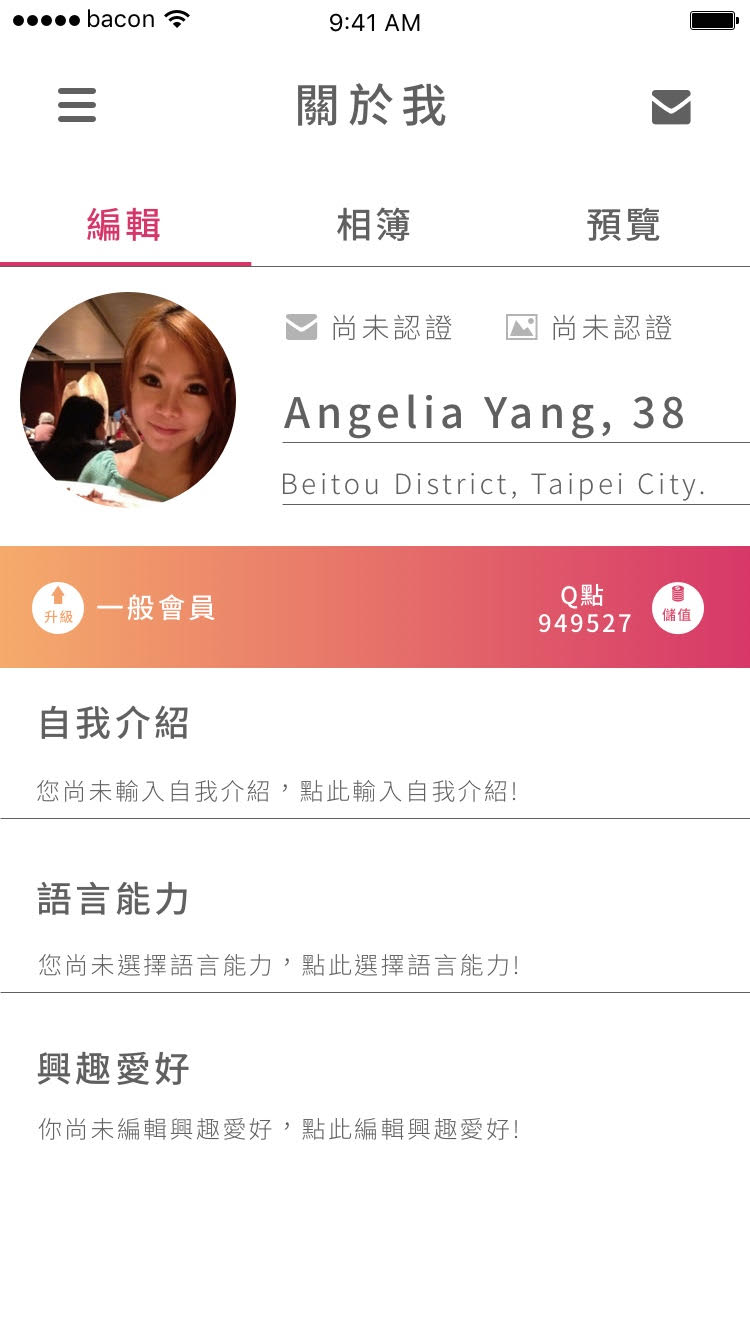 bacon 9:41 AM
關於我
編輯 相簿 預覽
尚未認證 尚未認證
Angelia Yang, 38
Beitou District, Taipei City.
升級 一般會員 Q點 儲值
949527
自我介紹
您尚未輸入自我介紹，點此輸入自我介紹!
語言能力
您尚未選擇語言能力，點此選擇語言能力!
興趣愛好
你尚未編輯興趣愛好，點此編輯興趣愛好!